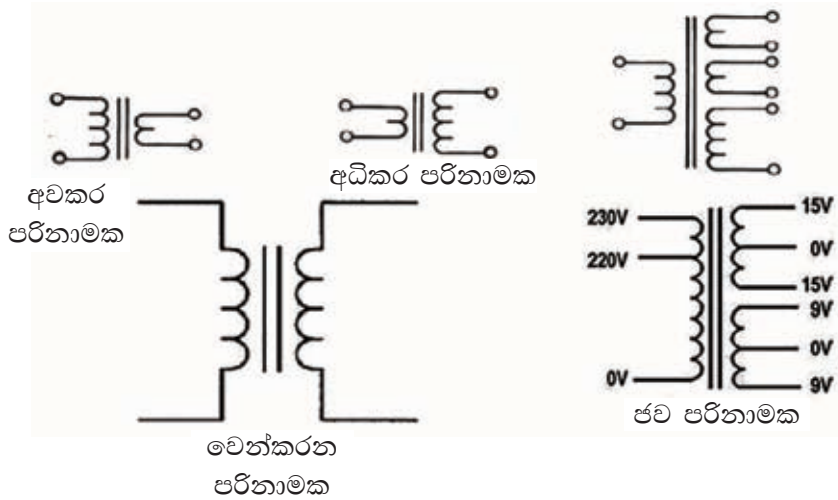 අවකර
පරිනාමක
අධිකර පරිනාමක
වෙන්කරන
පරිනාමක
230V
220V
0V
15V
0V
15V
9V
0V
9V
ජව පරිනාමක